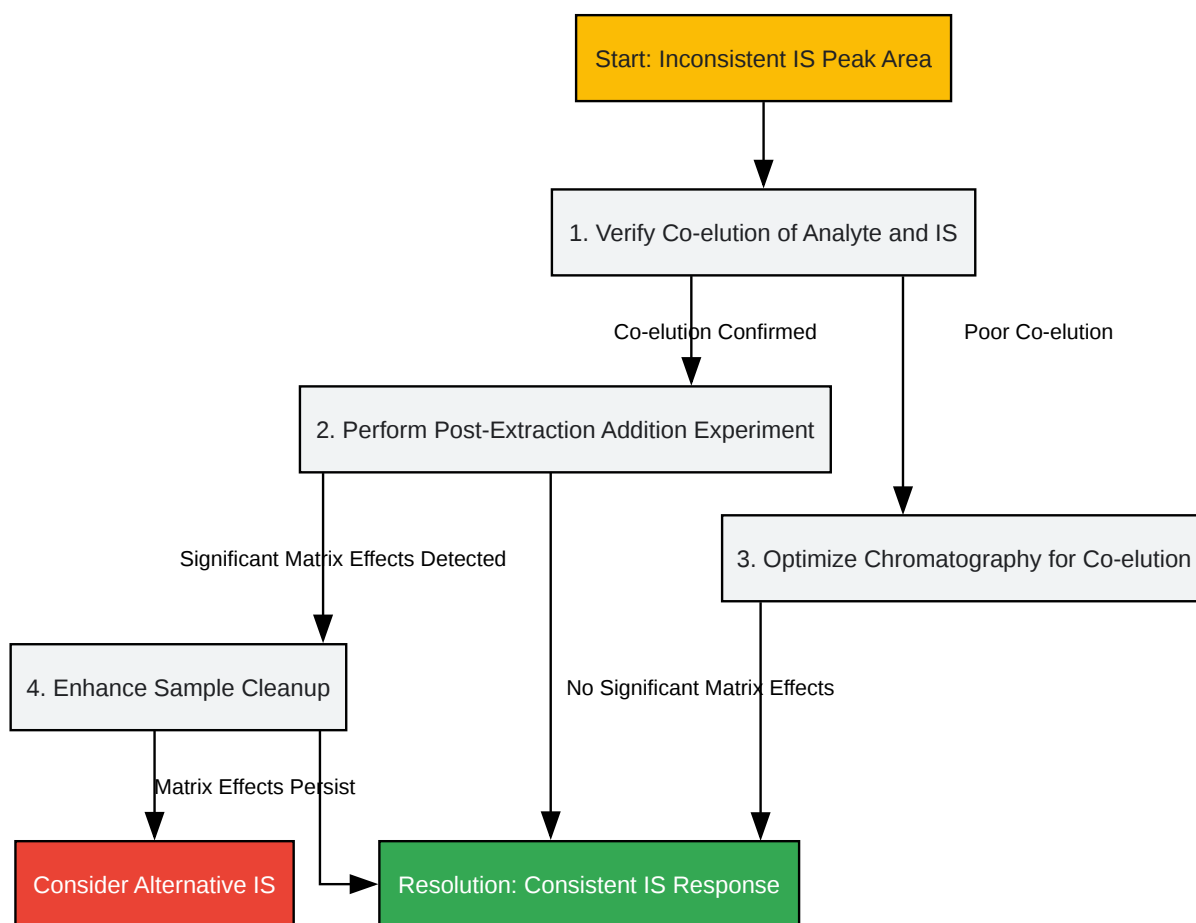 Start: Inconsistent IS Peak Area
1. Verify Co-elution of Analyte and IS
Co-elution Confirmed
Poor Co-elution
2. Perform Post-Extraction Addition Experiment
Significant Matrix Effects Detected
3. Optimize Chromatography for Co-elution
4. Enhance Sample Cleanup
No Significant Matrix Effects
Matrix Effects Persist
Consider Alternative IS
Resolution: Consistent IS Response